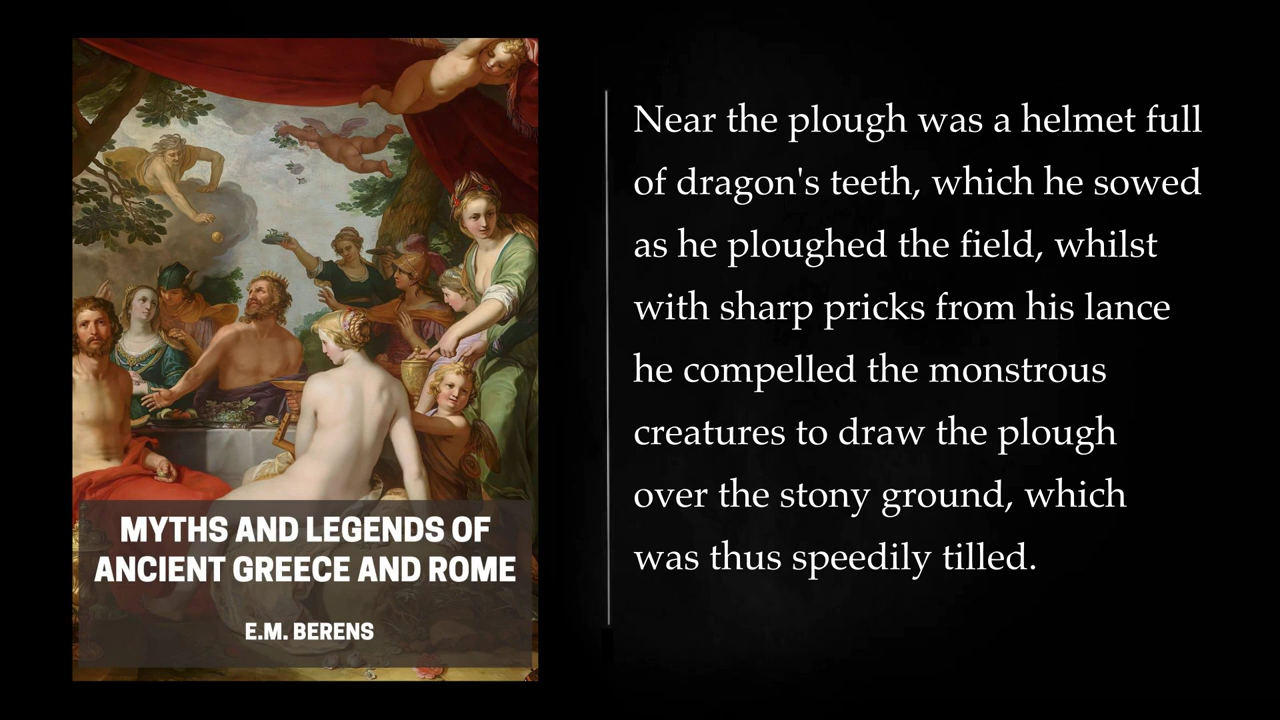 MYTHS AND LEGENDS OF
ANCIENT GREECE AND ROME
E.M. BERENS
Near the plough was a helmet full
of dragon's teeth, which he sowed
as he ploughed the field, whilst
with sharp pricks from his lance
he compelled the monstrous
creatures to draw the plough
over the stony ground, which
was thus speedily tilled.